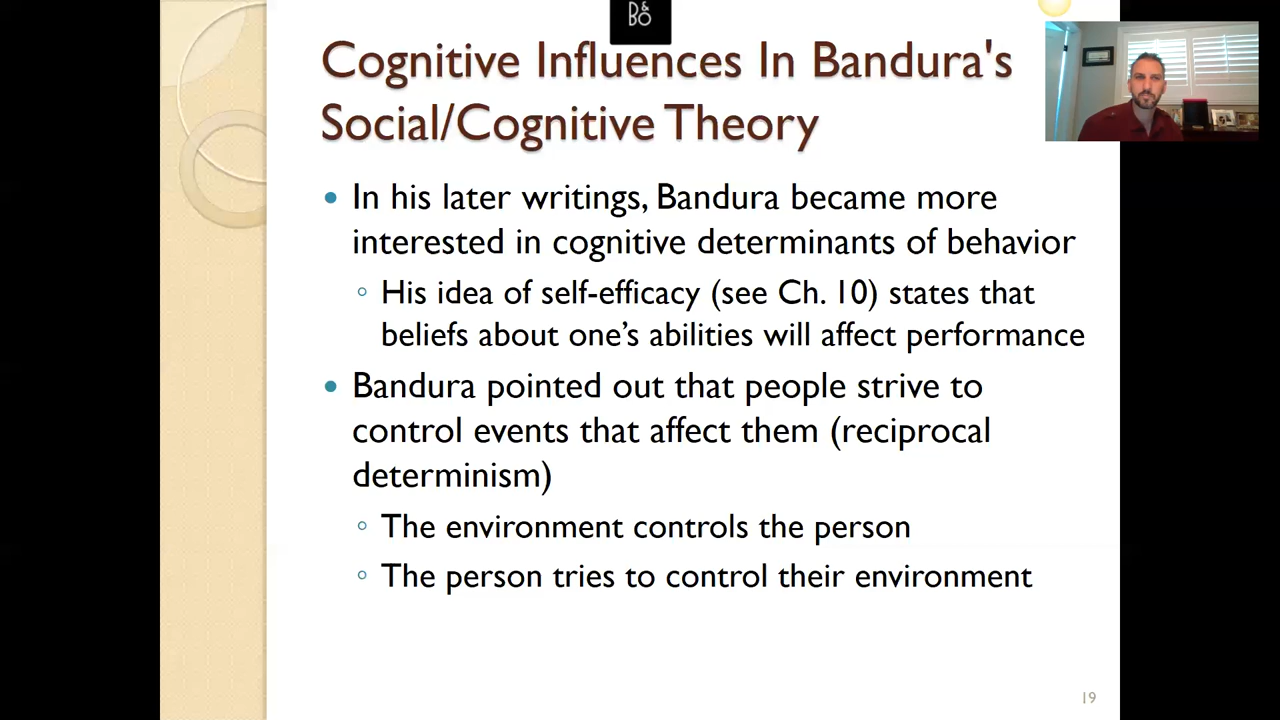 B&O
Cognitive Influences In Bandura's
Social/Cognitive Theory
• In his later writings, Bandura became more
interested in cognitive determinants of behavior
◦ His idea of self-efficacy (see Ch. 10) states that
beliefs about one’s abilities will affect performance
• Bandura pointed out that people strive to
control events that affect them (reciprocal
determinism)
◦ The environment controls the person
◦ The person tries to control their environment
19